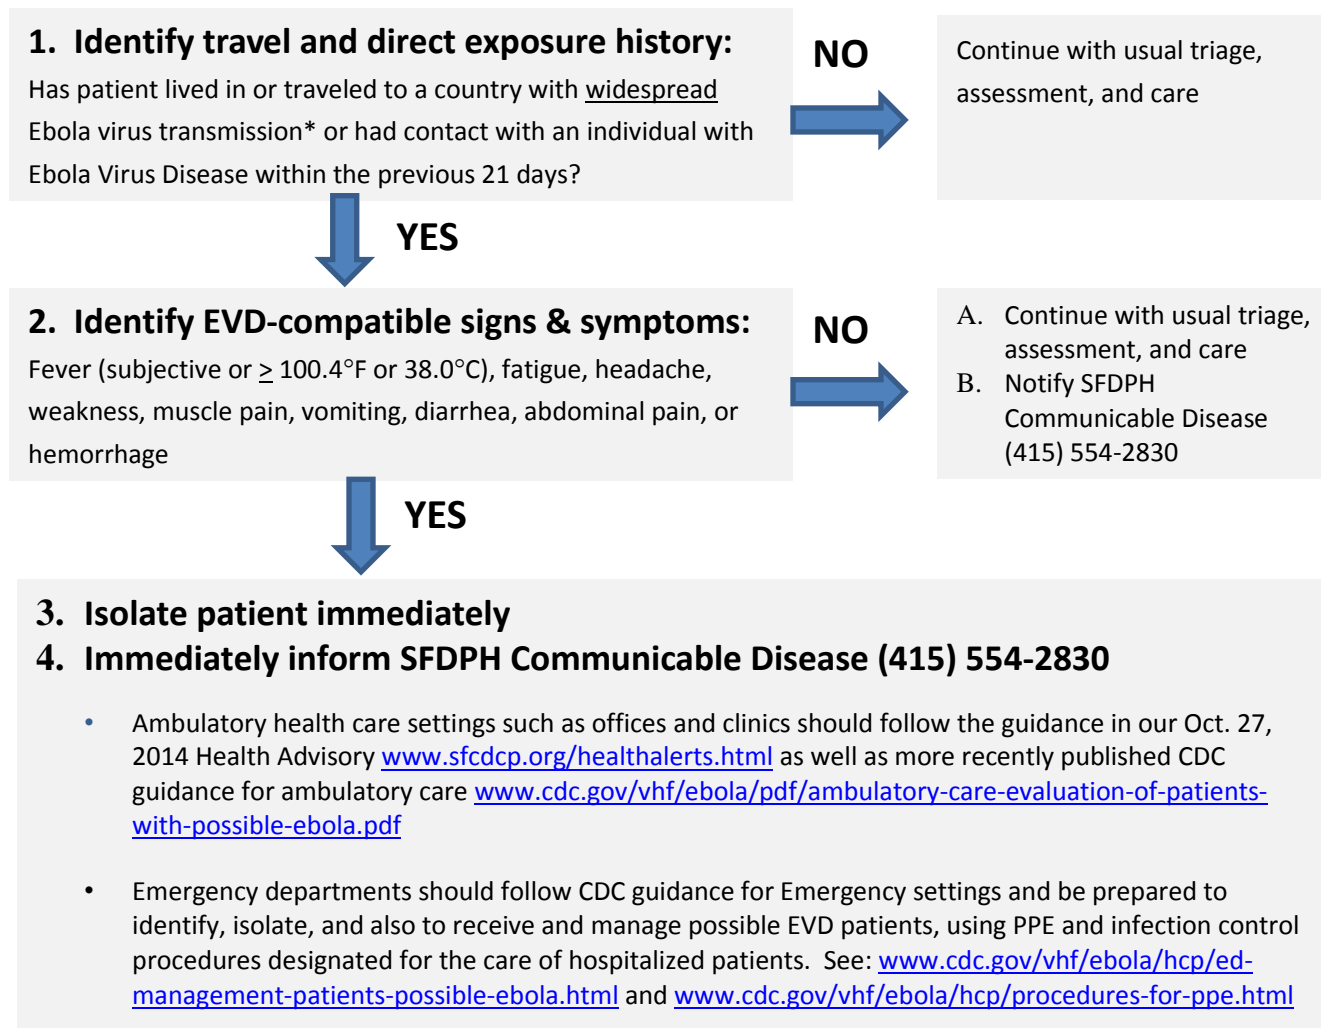 1. Identify travel and direct exposure history:
Has patient lived in or traveled to a country with widespread
Ebola virus transmission* or had contact with an individual with
Ebola Virus Disease within the previous 21 days?
NO
Continue with usual triage,
assessment, and care
YES
2. Identify EVD-compatible signs & symptoms:
Fever (subjective or ≥ 100.4°F or 38.0°C), fatigue, headache,
weakness, muscle pain, vomiting, diarrhea, abdominal pain, or
hemorrhage
NO
A. Continue with usual triage,
assessment, and care
B. Notify SFDPH
Communicable Disease
(415) 554-2830
YES
3. Isolate patient immediately
4. Immediately inform SFDPH Communicable Disease (415) 554-2830
• Ambulatory health care settings such as offices and clinics should follow the guidance in our Oct. 27,
2014 Health Advisory www.sfcdcp.org/healthalerts.html as well as more recently published CDC
guidance for ambulatory care www.cdc.gov/vhf/ebola/pdf/ambulatory-care-evaluation-of-patients-
with-possible-ebola.pdf
• Emergency departments should follow CDC guidance for Emergency settings and be prepared to
identify, isolate, and also to receive and manage possible EVD patients, using PPE and infection control
procedures designated for the care of hospitalized patients. See: www.cdc.gov/vhf/ebola/hcp/ed-
management-patients-possible-ebola.html and www.cdc.gov/vhf/ebola/hcp/procedures-for-ppe.html